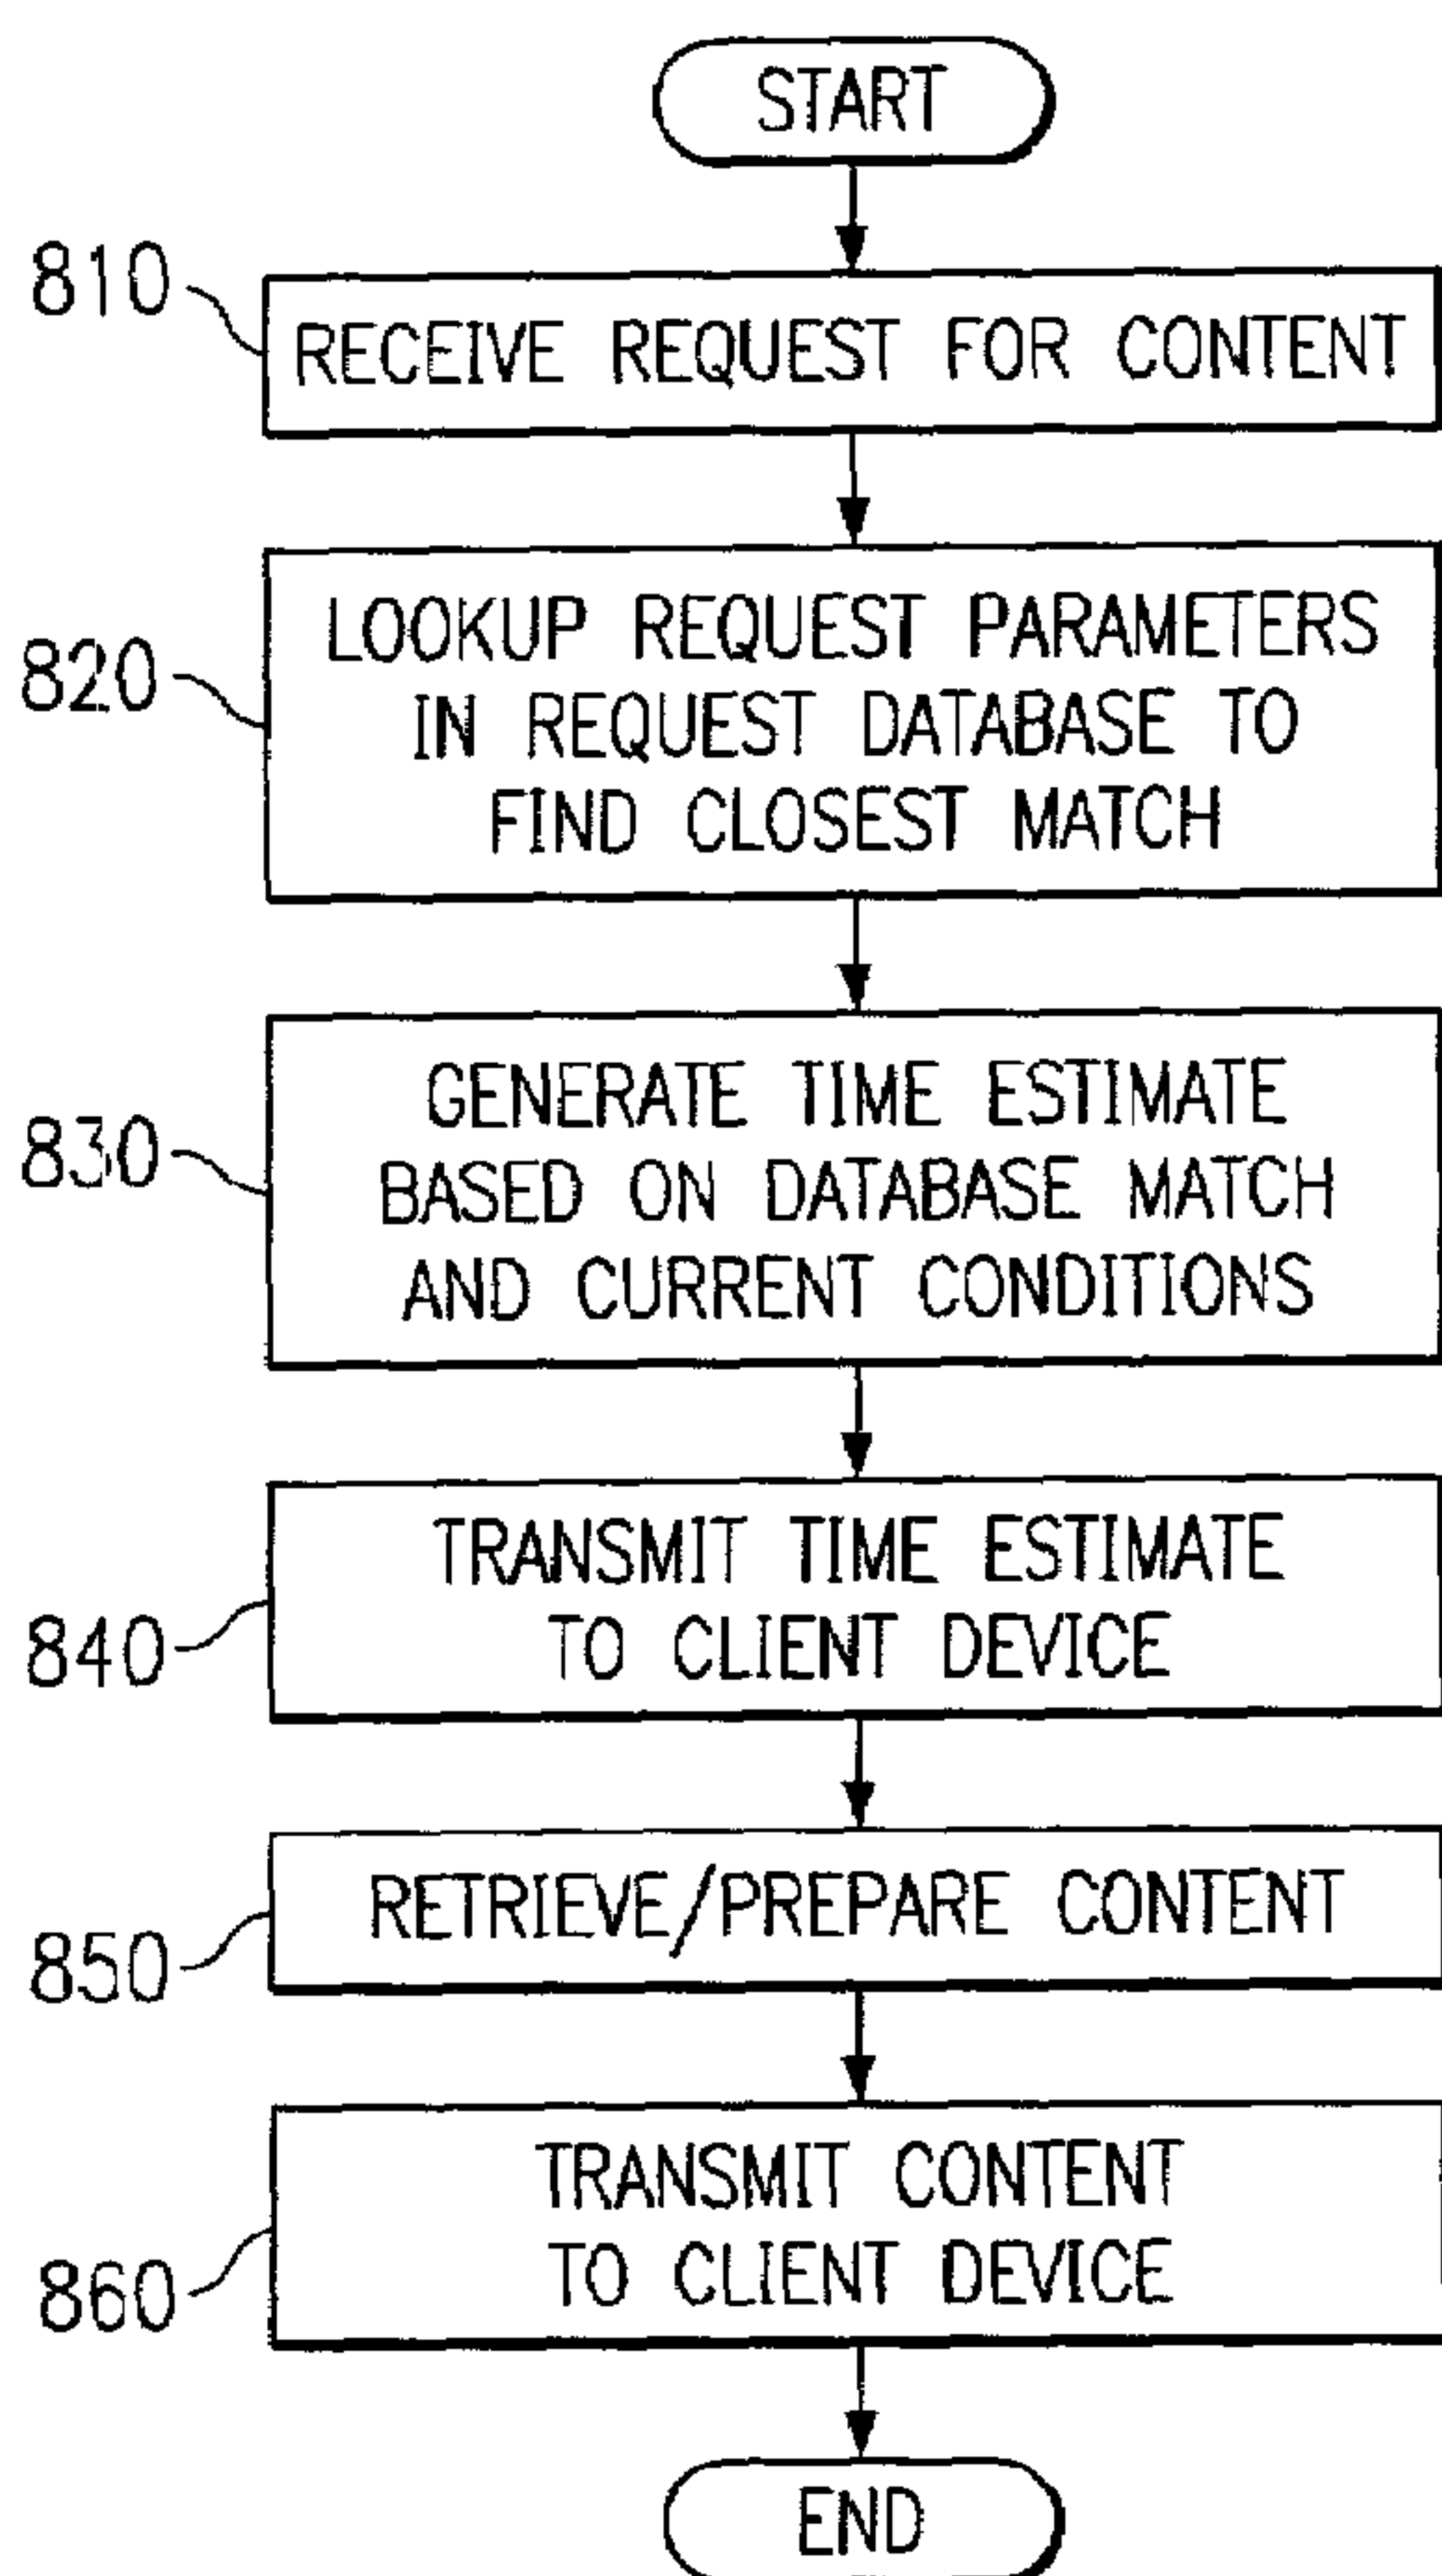 START
810
RECEIVE REQUEST FOR CONTENT
820
LOOKUP REQUEST PARAMETERS
IN REQUEST DATABASE TO
FIND CLOSEST MATCH
830
GENERATE TIME ESTIMATE
BASED ON DATABASE MATCH
AND CURRENT CONDITIONS
840
TRANSMIT TIME ESTIMATE
TO CLIENT DEVICE
850
RETRIEVE/PREPARE CONTENT
860
TRANSMIT CONTENT
TO CLIENT DEVICE
END